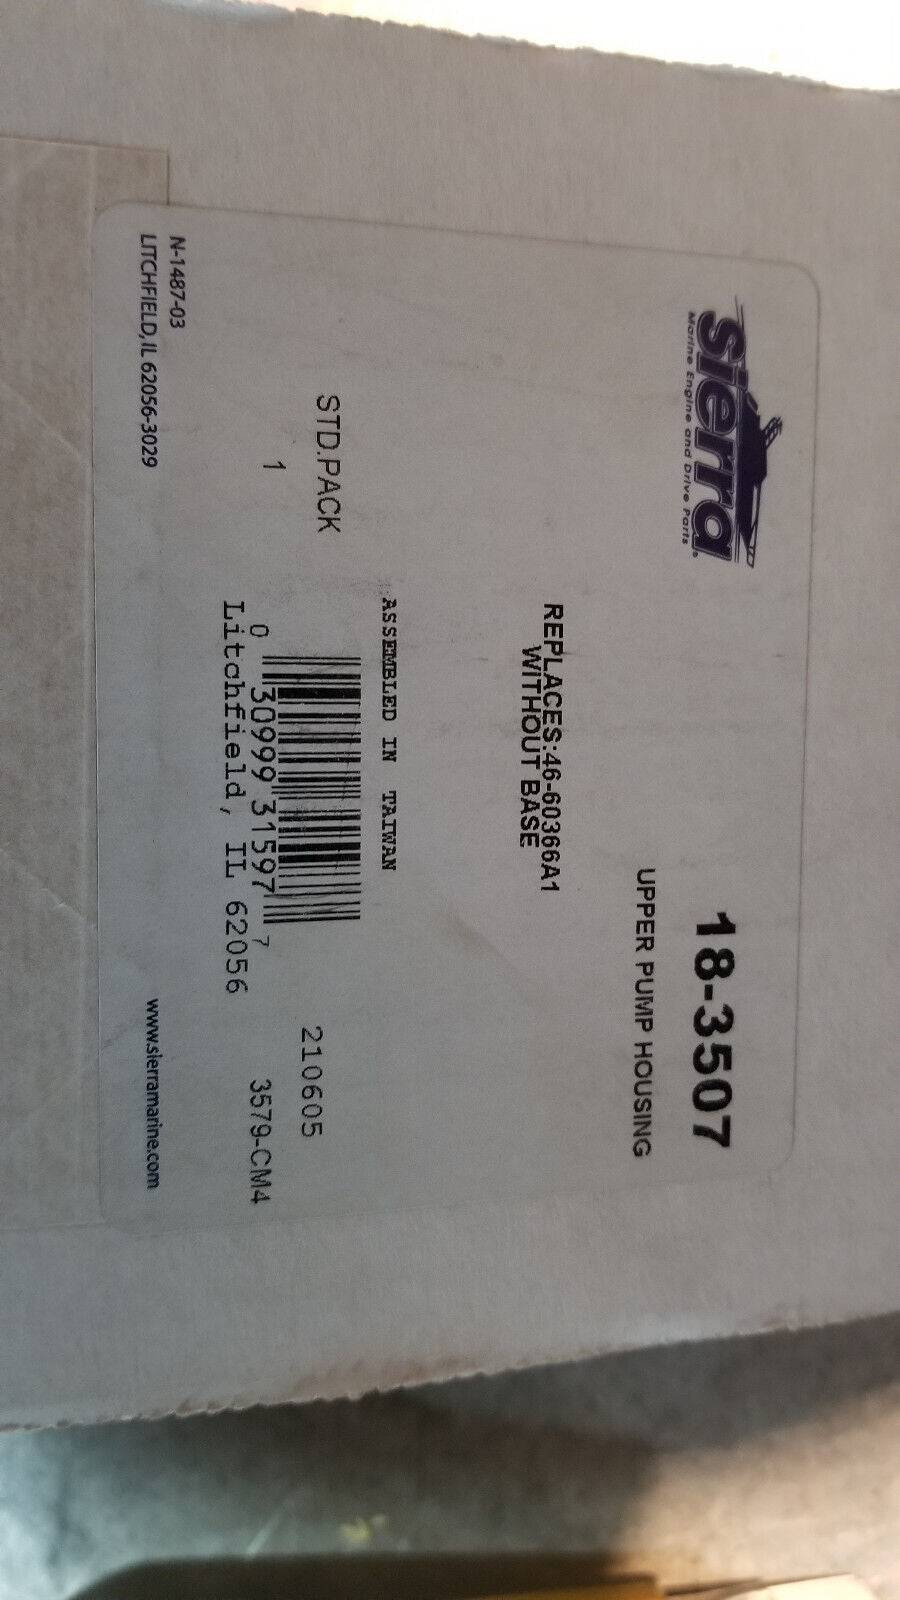 sierra
Marine Engine and Drive Parts
18-3507
UPPER PUMP HOUSING
REPLACES:46-60366A1
WITHOUT BASE
ASSEMBLED IN TAIWAN
STD.PACK
1
210605
0 30999 31597 7
3579-CM4
Litchfield, IL 62056
N-1487-03
LITCHFIELD, IL 62056-3029
www.sierramarine.com